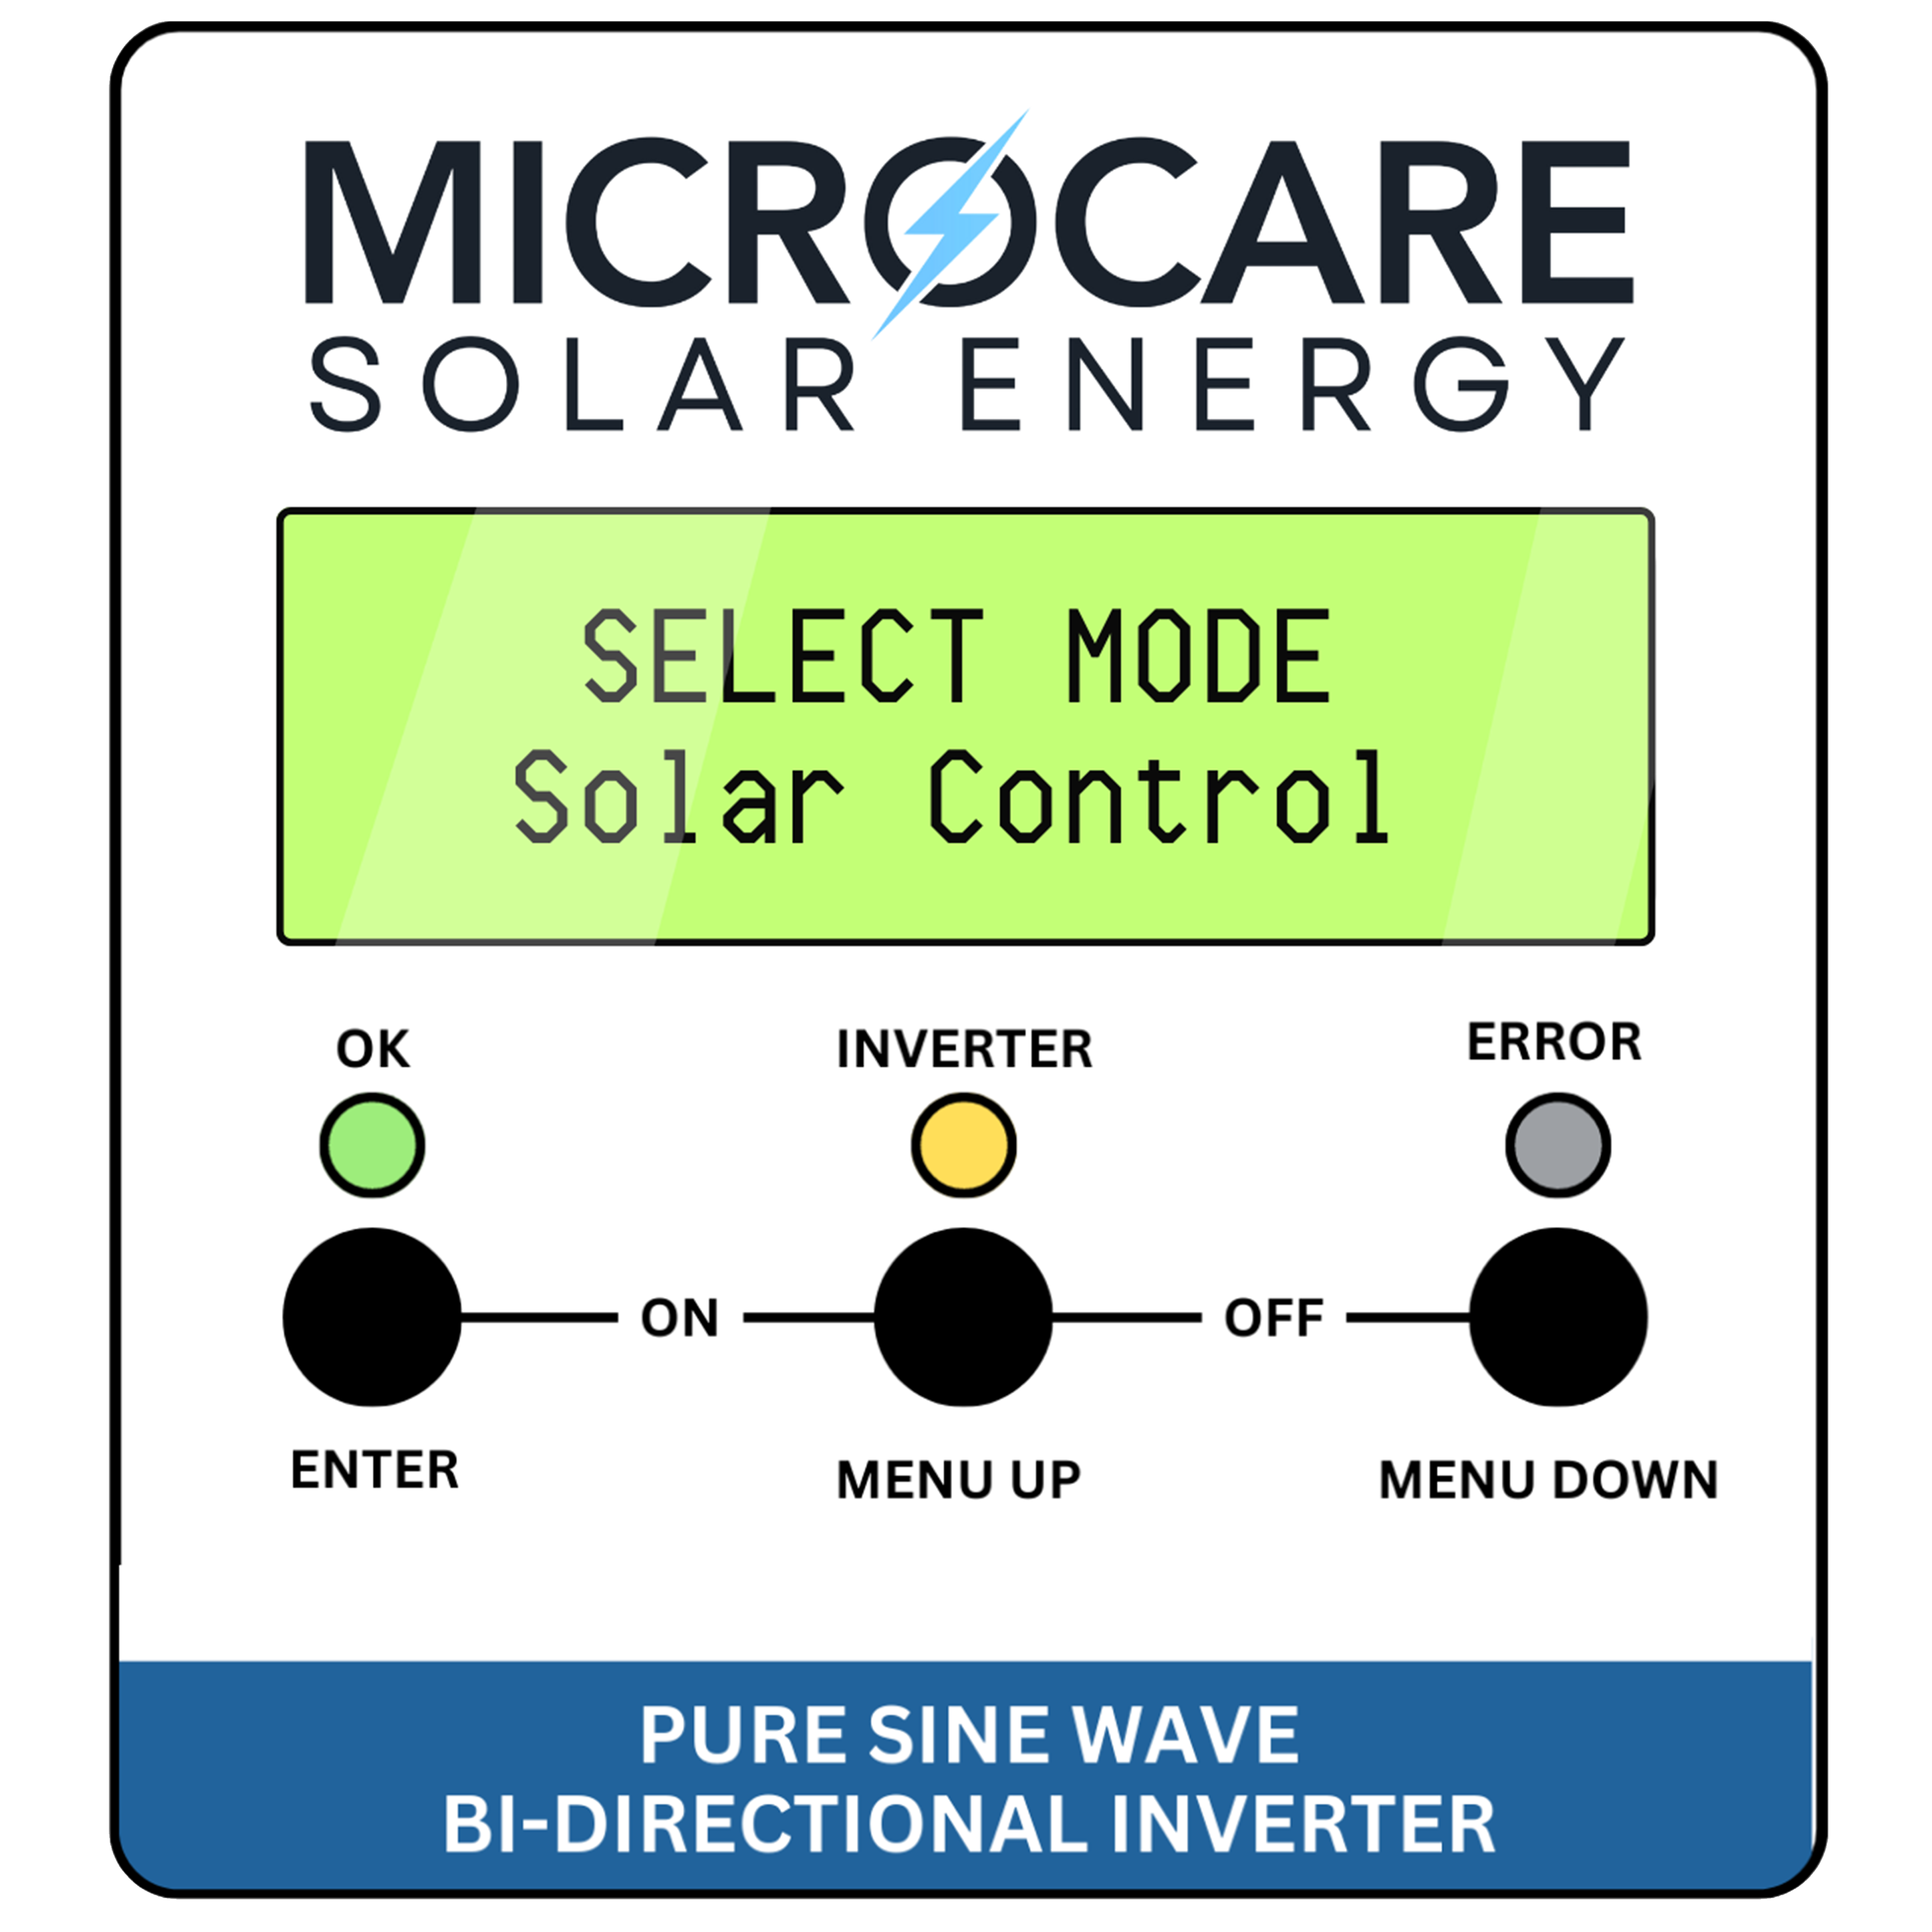 MICROCARE
SOLAR ENERGY
SELECT MODE
Solar Control
OK INVERTER ERROR
ON OFF
ENTER MENU UP MENU DOWN
PURE SINE WAVE
BI-DIRECTIONAL INVERTER